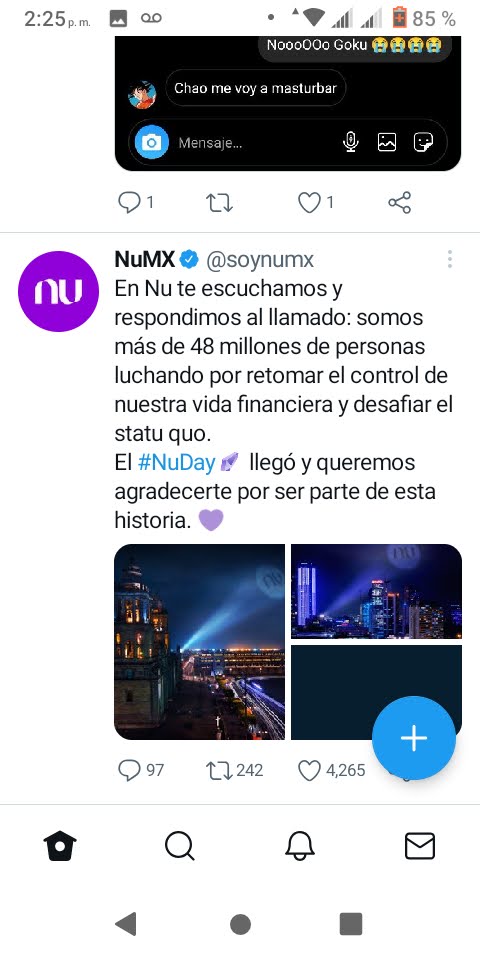 2:25 p. m.
85 %
NoooOOo Goku 😭😭😭😭
Chao me voy a masturbar
Mensaje...
1
1
nu
NuMX @soynumx
En Nu te escuchamos y
respondimos al llamado: somos
más de 48 millones de personas
luchando por retomar el control de
nuestra vida financiera y desafiar el
statu quo.
El #NuDay llegó y queremos
agradecerte por ser parte de esta
historia. 💜
nu
nu
97
242
4,265